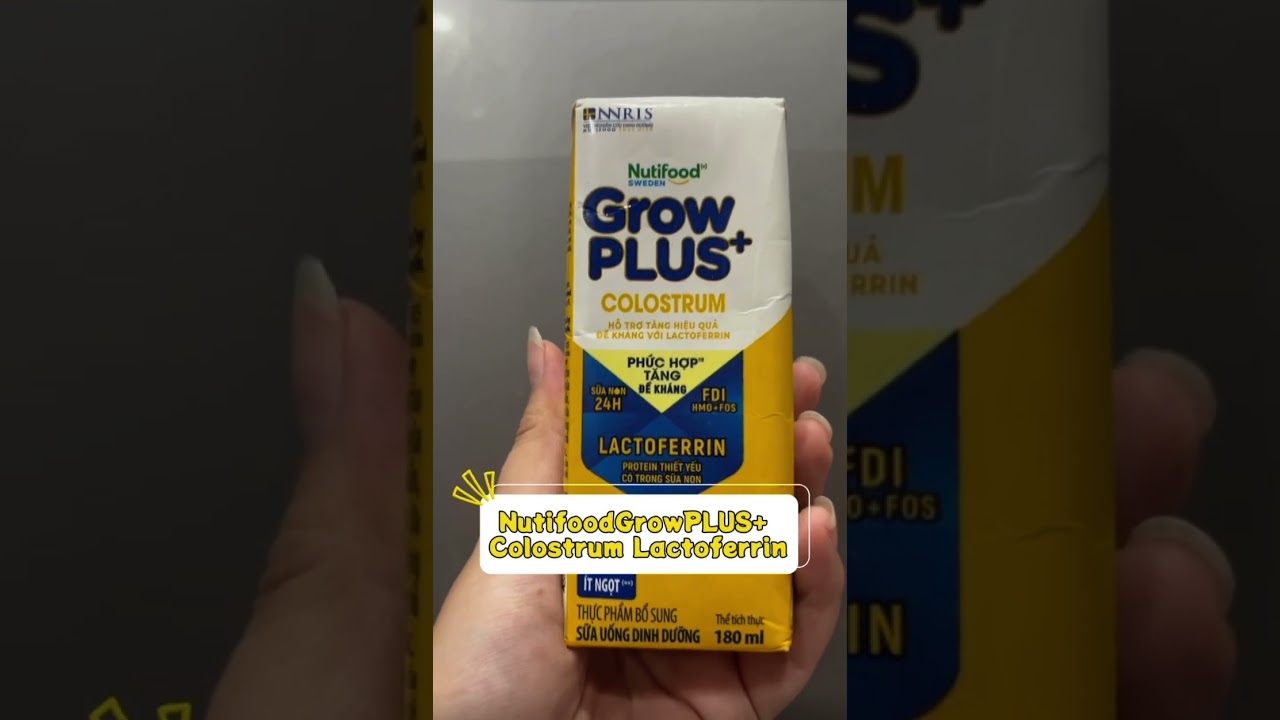 NNRIS
Nutifood
SWEDEN
Grow
PLUS+
COLOSTRUM
HỖ TRỢ TĂNG HIỆU QUẢ
ĐỀ KHÁNG VỚI LACTOFERRIN
PHỨC HỢP
TĂNG
ĐỀ KHÁNG
SỮA NON
24H
FDI
HMO+FOS
LACTOFERRIN
PROTEIN THIẾT YẾU
CÓ TRONG SỮA NON
NutifoodGrowPLUS+
Colostrum Lactoferrin
ÍT NGỌT (**)
THỰC PHẨM BỔ SUNG
SỮA UỐNG DINH DƯỠNG
Thể tích thực
180 ml